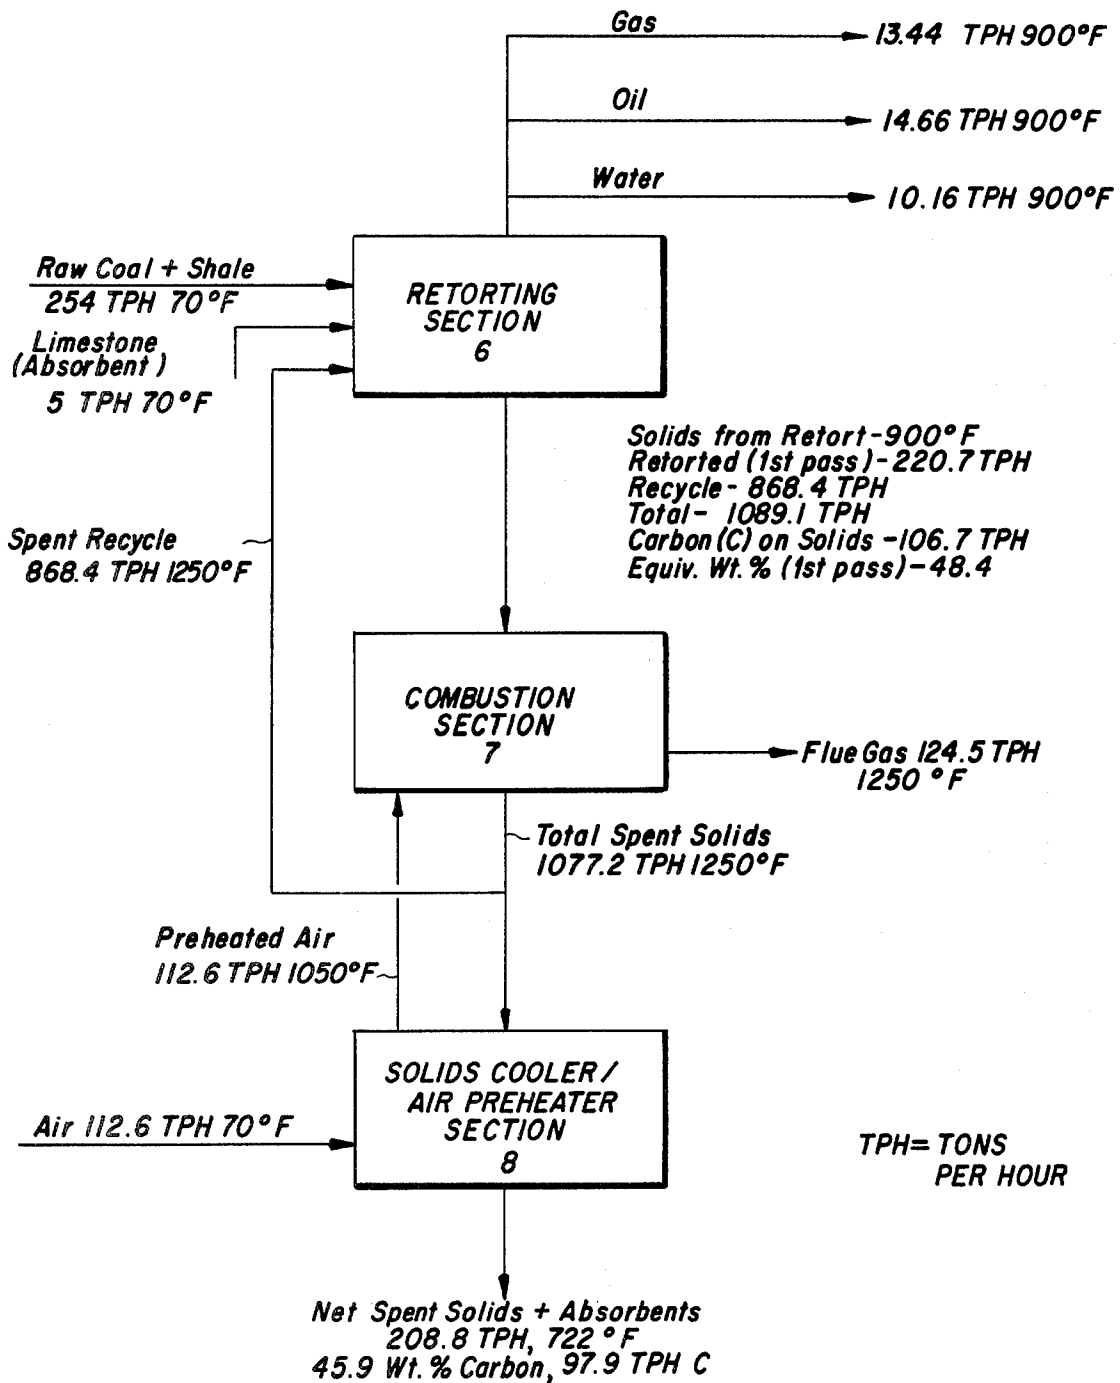 Gas
13.44 TPH 900°F
Oil
14.66 TPH 900°F
Water
10.16 TPH 900°F
Raw Coal + Shale
254 TPH 70°F
Limestone
(Absorbent)
5 TPH 70°F
RETORTING
SECTION
6
Solids from Retort-900°F
Retorted (1st pass)-220.7 TPH
Recycle- 868.4 TPH
Total- 1089.1 TPH
Carbon (C) on Solids -106.7 TPH
Equiv. Wt.% (1st pass)-48.4
Spent Recycle
868.4 TPH 1250°F
COMBUSTION
SECTION
7
Flue Gas 124.5 TPH
1250 °F
Total Spent Solids
1077.2 TPH 1250°F
Preheated Air
112.6 TPH 1050°F
SOLIDS COOLER/
AIR PREHEATER
SECTION
8
Air 112.6 TPH 70°F
TPH= TONS
PER HOUR
Net Spent Solids + Absorbents
208.8 TPH, 722 °F
45.9 Wt.% Carbon, 97.9 TPH C